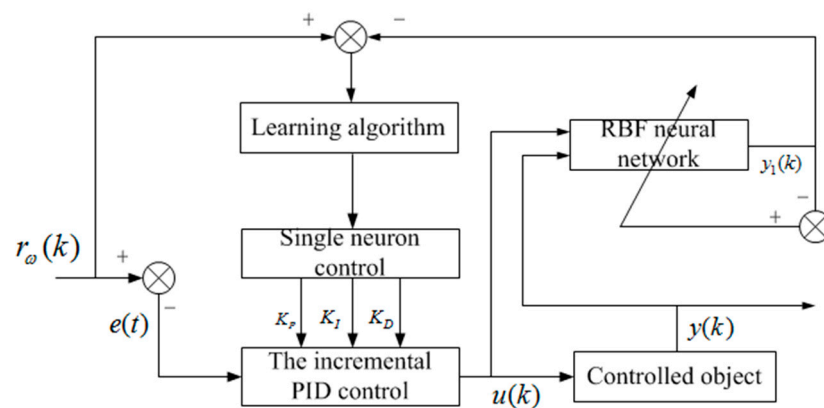 +
−
Learning algorithm
RBF neural
network
y₁(k)
−
+
Single neuron
control
r_ω(k)
+
−
e(t)
K_P
K_I
K_D
y(k)
The incremental
PID control
u(k)
Controlled object